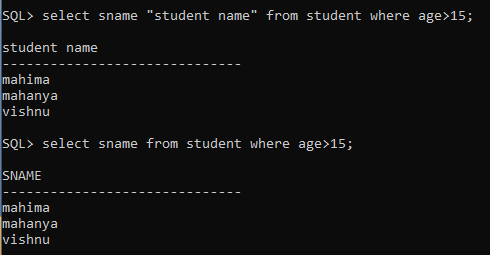 SQL> select sname "student name" from student where age>15;
student name
------------------------------
mahima
mahanya
vishnu
SQL> select sname from student where age>15;
SNAME
------------------------------
mahima
mahanya
vishnu